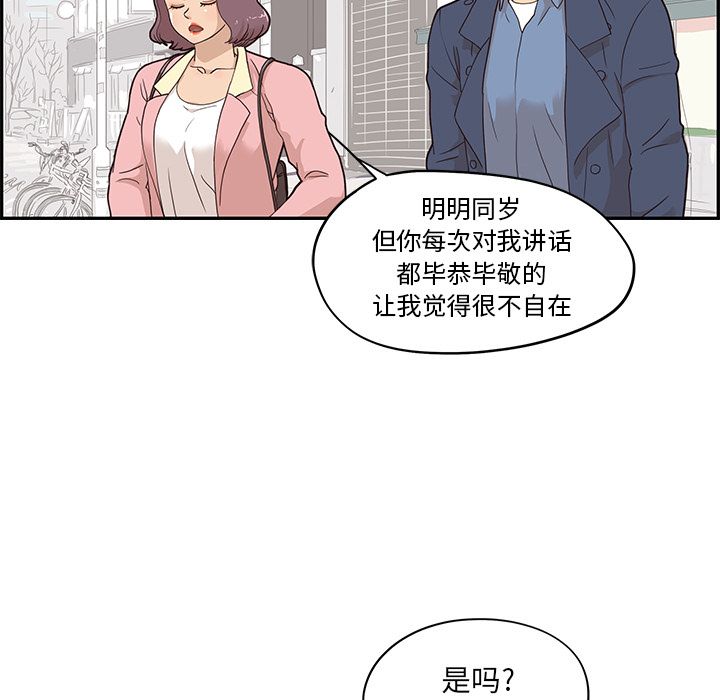 明明同岁
但你每次对我讲话
都毕恭毕敬的
让我觉得很不自在
是吗?